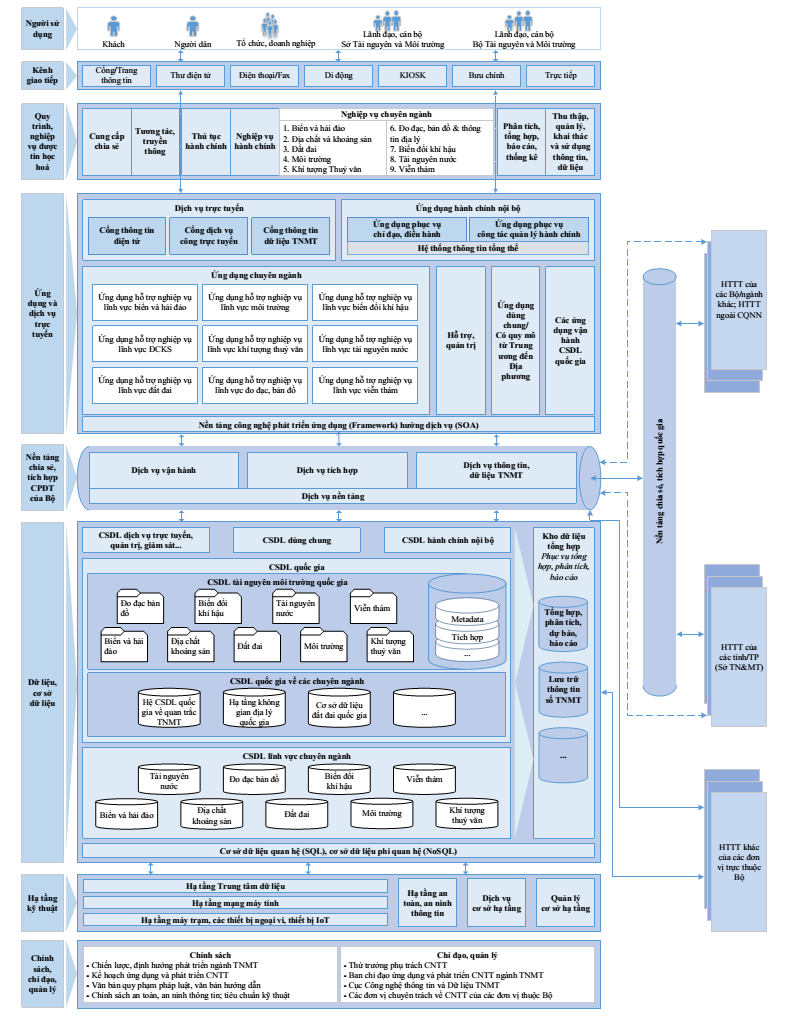 Người sử
dụng
Khách
Người dân
Tổ chức, doanh nghiệp
Lãnh đạo, cán bộ
Sở Tài nguyên và Môi trường
Lãnh đạo, cán bộ
Bộ Tài nguyên và Môi trường
Kênh
giao tiếp
Cổng/Trang
thông tin
Thư điện tử
Điện thoại/Fax
Di động
KIOSK
Bưu chính
Trực tiếp
Quy
trình,
nghiệp
vụ được
tin học
hoá
Cung cấp
chia sẻ
Tương tác,
truyền
thông
Thủ tục
hành chính
Nghiệp vụ
hành chính
Nghiệp vụ chuyên ngành
1. Biển và hải đảo
2. Địa chất và khoáng sản
3. Đất đai
4. Môi trường
5. Khí tượng Thuỷ văn
6. Đo đạc, bản đồ & thông
tin địa lý
7. Biến đổi khí hậu
8. Tài nguyên nước
9. Viễn thám
Phân tích,
tổng hợp,
báo cáo,
thống kê
Thu thập,
quản lý,
khai thác
và sử dụng
thông tin,
dữ liệu
Ứng
dụng và
dịch vụ
trực
tuyến
Dịch vụ trực tuyến
Cổng thông tin
điện tử
Cổng dịch vụ
công trực tuyến
Cổng thông tin
dữ liệu TNMT
Ứng dụng hành chính nội bộ
Ứng dụng phục vụ
chỉ đạo, điều hành
Ứng dụng phục vụ
công tác quản lý hành chính
Hệ thống thông tin tổng thể
Ứng dụng chuyên ngành
Ứng dụng hỗ trợ nghiệp vụ
lĩnh vực biển và hải đảo
Ứng dụng hỗ trợ nghiệp vụ
lĩnh vực môi trường
Ứng dụng hỗ trợ nghiệp vụ
lĩnh vực biến đổi khí hậu
Ứng dụng hỗ trợ nghiệp vụ
lĩnh vực ĐCKS
Ứng dụng hỗ trợ nghiệp vụ
lĩnh vực khí tượng thuỷ văn
Ứng dụng hỗ trợ nghiệp vụ
lĩnh vực tài nguyên nước
Ứng dụng hỗ trợ nghiệp vụ
lĩnh vực đất đai
Ứng dụng hỗ trợ nghiệp vụ
lĩnh vực đo đạc, bản đồ
Ứng dụng hỗ trợ nghiệp vụ
lĩnh vực viễn thám
Hỗ trợ,
quản trị
Ứng dụng
dùng
chung/
Có quy mô
từ Trung
ương đến
Địa
phương
Các ứng
dụng vận
hành
CSDL
quốc gia
Nền tảng công nghệ phát triển ứng dụng (Framework) hướng dịch vụ (SOA)
Nền tảng
chia sẻ,
tích hợp
CPĐT
của Bộ
Dịch vụ vận hành
Dịch vụ tích hợp
Dịch vụ thông tin,
dữ liệu TNMT
Dịch vụ nền tảng
Dữ liệu,
cơ sở
dữ liệu
CSDL dịch vụ trực tuyến,
quản trị, giám sát...
CSDL dùng chung
CSDL hành chính nội bộ
CSDL quốc gia
CSDL tài nguyên môi trường quốc gia
Đo đạc bản
đồ
Biến đổi
khí hậu
Tài nguyên
nước
Viễn thám
Biển và hải
đảo
Địa chất
khoáng sản
Đất đai
Môi trường
Khí tượng
thuỷ văn
Metadata
Tích hợp
...
CSDL quốc gia về các chuyên ngành
Hệ CSDL quốc
gia về quan trắc
TNMT
Hạ tầng không
gian địa lý
quốc gia
Cơ sở dữ liệu
đất đai quốc gia
...
CSDL lĩnh vực chuyên ngành
Tài nguyên
nước
Đo đạc bản đồ
Biến đổi
khí hậu
Viễn thám
Biển và hải đảo
Địa chất
khoáng sản
Đất đai
Môi trường
Khí tượng
thuỷ văn
Kho dữ liệu
tổng hợp
Phục vụ tổng
hợp, phân tích,
báo cáo
Tổng hợp,
phân tích,
dự báo,
báo cáo
Lưu trữ
thông tin
số TNMT
...
Cơ sở dữ liệu quan hệ (SQL), cơ sở dữ liệu phi quan hệ (NoSQL)
Hạ tầng
kỹ thuật
Hạ tầng Trung tâm dữ liệu
Hạ tầng mạng máy tính
Hạ tầng máy trạm, các thiết bị ngoại vi, thiết bị IoT
Hạ tầng an
toàn, an ninh
thông tin
Dịch vụ
cơ sở hạ tầng
Quản lý
cơ sở hạ tầng
Chính
sách,
chỉ đạo,
quản lý
Chính sách
- Chiến lược, định hướng phát triển ngành TNMT
- Kế hoạch ứng dụng và phát triển CNTT
- Văn bản quy phạm pháp luật, văn bản hướng dẫn
- Chính sách an toàn, an ninh thông tin; tiêu chuẩn kỹ thuật
Chỉ đạo, quản lý
- Thứ trưởng phụ trách CNTT
- Ban chỉ đạo ứng dụng và phát triển CNTT ngành TNMT
- Cục Công nghệ thông tin và Dữ liệu TNMT
- Các đơn vị chuyên trách về CNTT của các đơn vị thuộc Bộ
Nền tảng chia sẻ, tích hợp quốc gia
HTTT của
các Bộ/ngành
khác; HTTT
ngoài CQNN
HTTT của
các tỉnh/TP
(Sở TN&MT)
HTTT khác
của các đơn
vị trực thuộc
Bộ